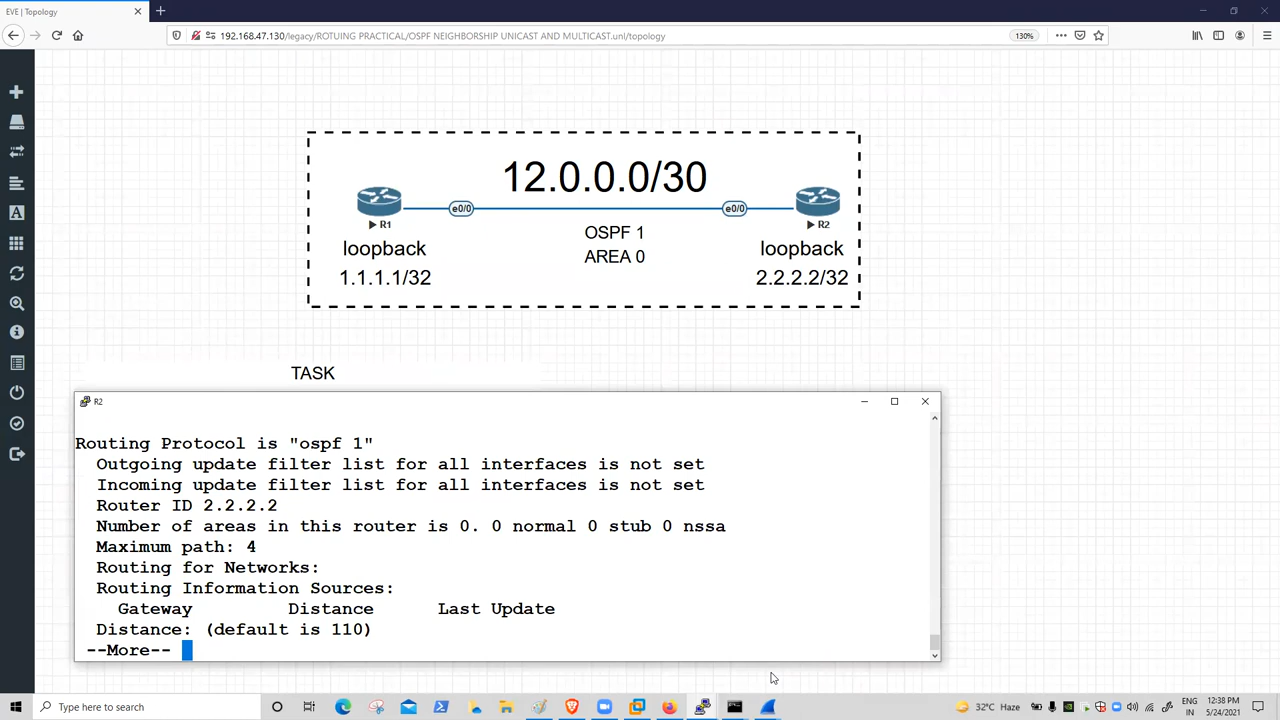 EVE | Topology
192.168.47.130/legacy/ROTUING PRACTICAL/OSPF NEIGHBORSHIP UNICAST AND MULTICAST.unl/topology
130%
12.0.0.0/30
e0/0
e0/0
R1
R2
OSPF 1
AREA 0
loopback
1.1.1.1/32
loopback
2.2.2.2/32
TASK
R2
Routing Protocol is "ospf 1"
Outgoing update filter list for all interfaces is not set
Incoming update filter list for all interfaces is not set
Router ID 2.2.2.2
Number of areas in this router is 0. 0 normal 0 stub 0 nssa
Maximum path: 4
Routing for Networks:
Routing Information Sources:
Gateway Distance Last Update
Distance: (default is 110)
--More--
Type here to search
32°C Haze
ENG
IN
12:38 PM
5/24/2021